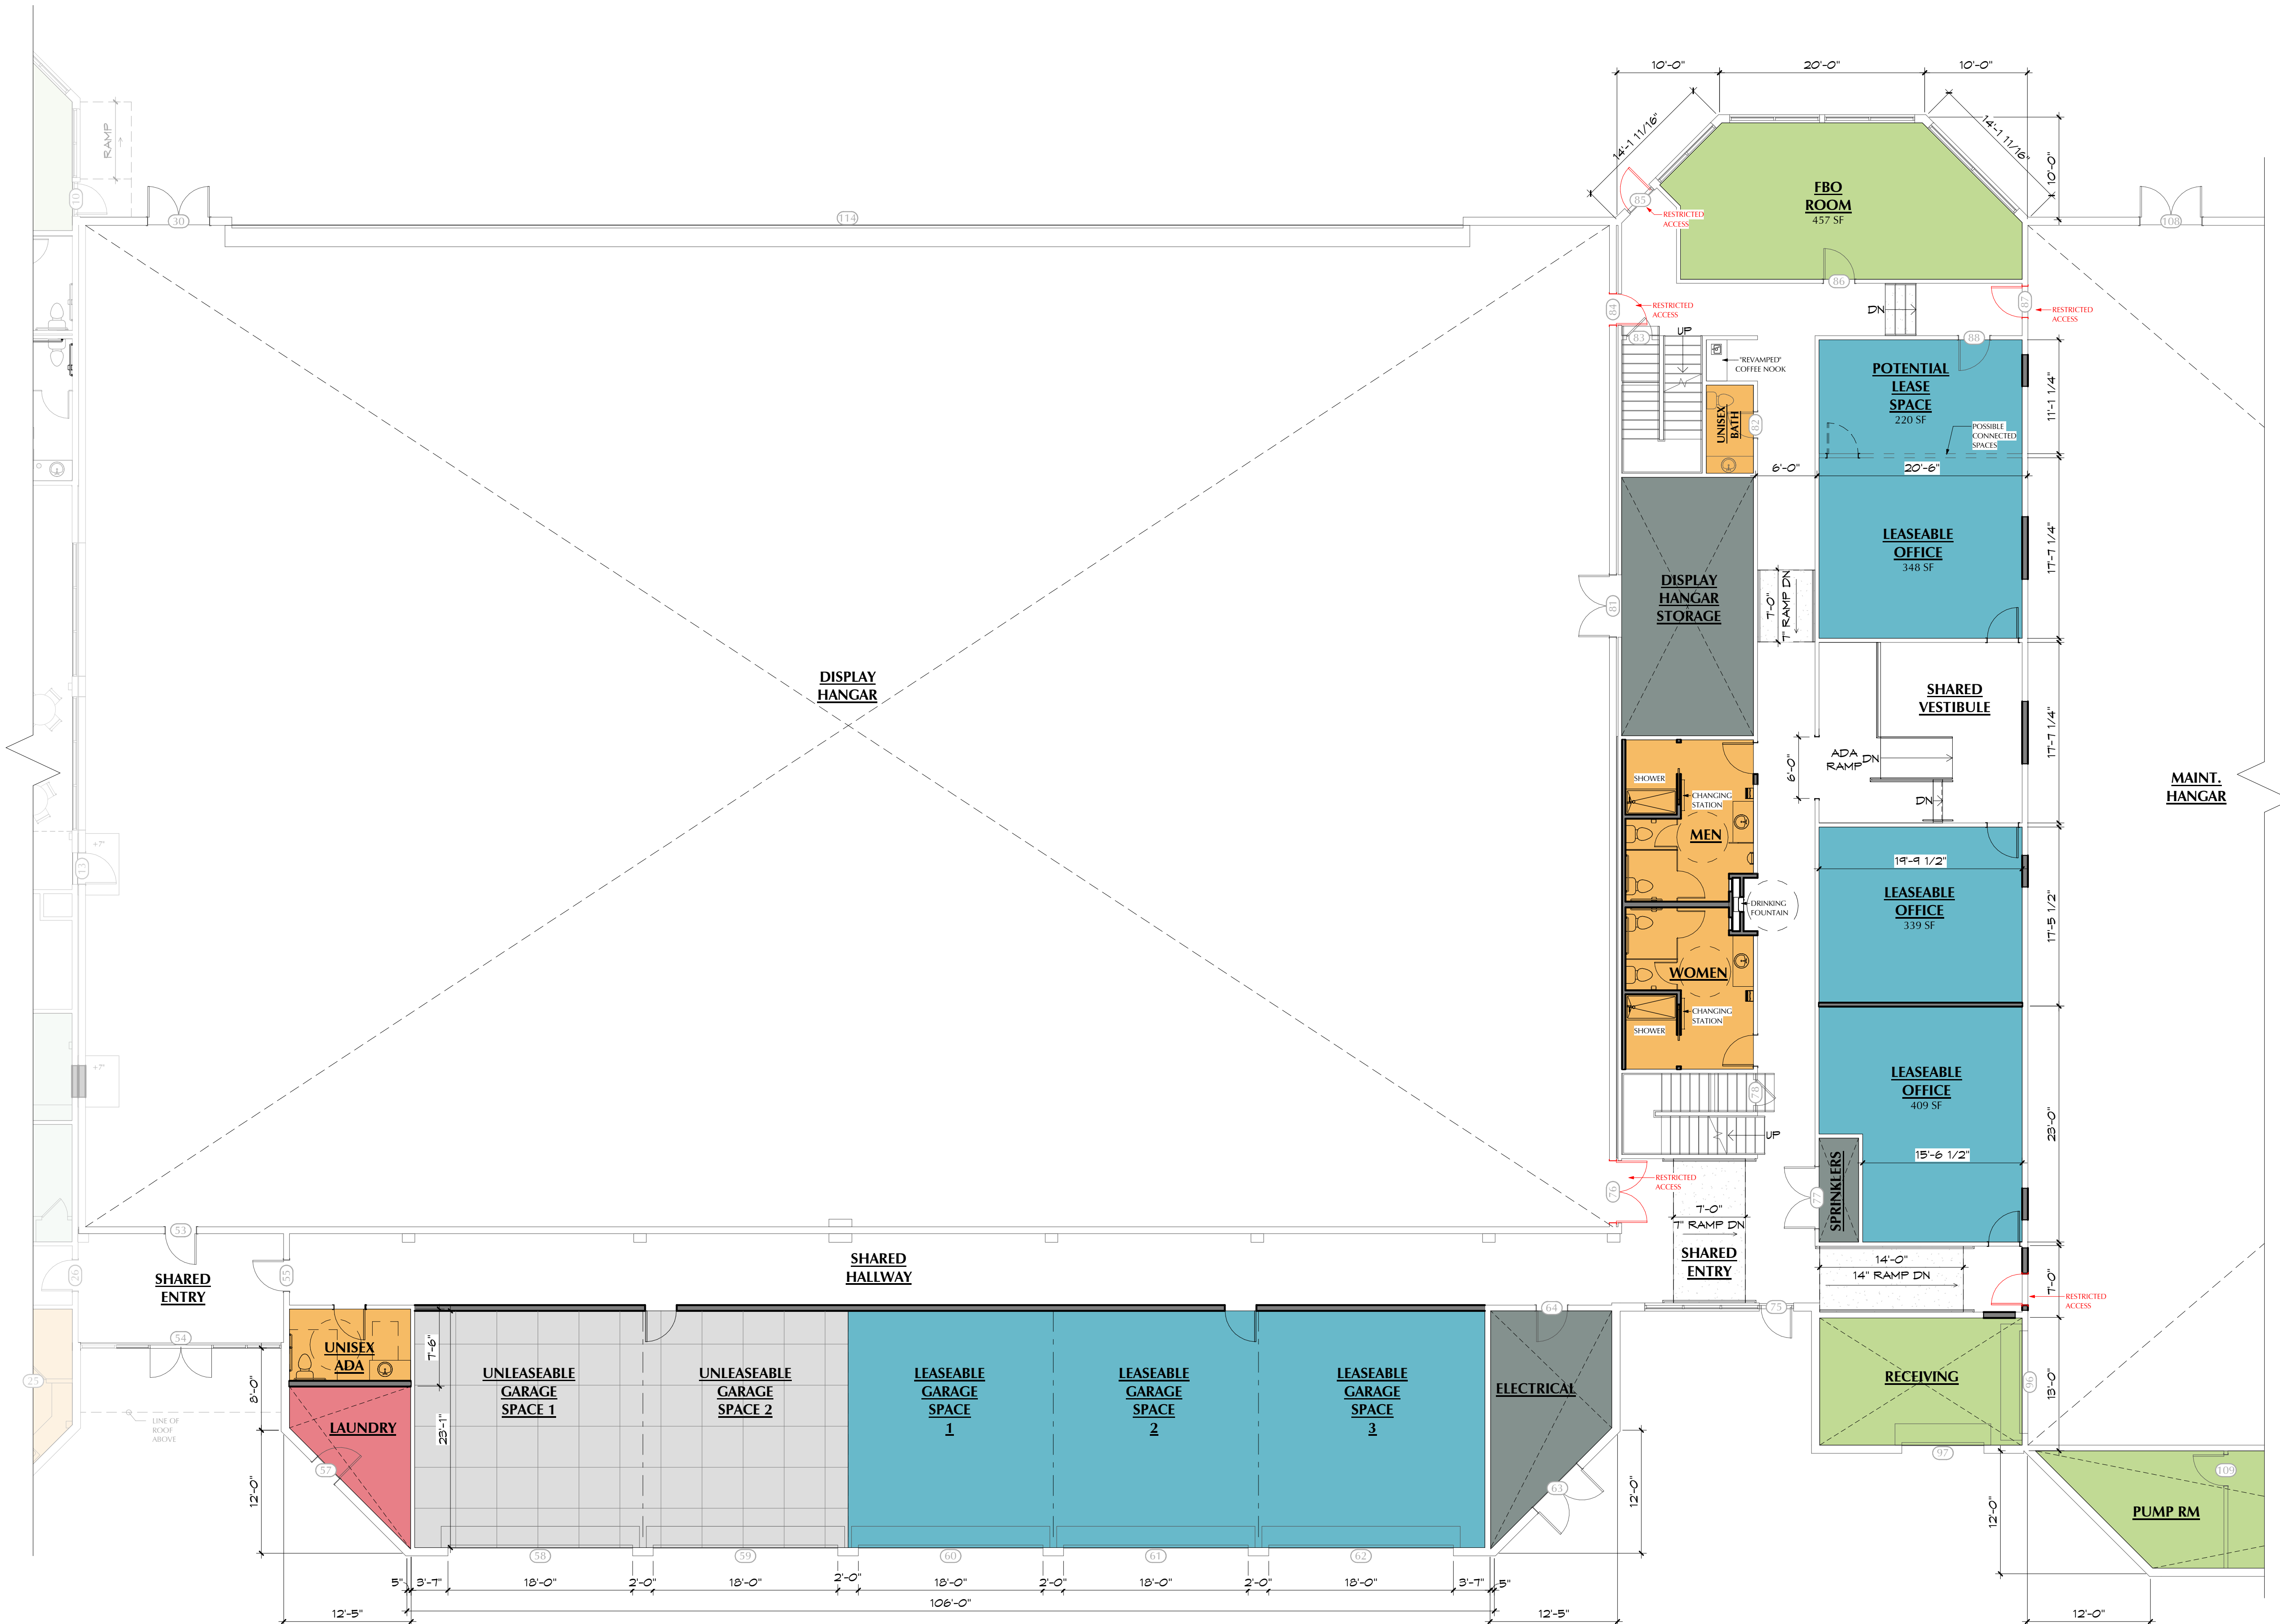 10'-0"
20'-0"
10'-0"
14'-1 11/16"
14'-1 11/16"
10'-0"
RAMP
10
30
114
85
RESTRICTED
ACCESS
FBO
ROOM
457 SF
108
86
84
RESTRICTED
ACCESS
DN
87
RESTRICTED
ACCESS
83
UP
88
"REVAMPED"
COFFEE NOOK
POTENTIAL
LEASE
SPACE
220 SF
11'-1 1/4"
UNISEX
BATH
82
POSSIBLE
CONNECTED
SPACES
6'-0"
20'-6"
LEASEABLE
OFFICE
348 SF
17'-7 1/4"
DISPLAY
HANGAR
STORAGE
81
7'-0"
7" RAMP DN
DISPLAY
HANGAR
SHARED
VESTIBULE
17'-7 1/4"
ADA
RAMP
DN
6'-0"
DN
MAINT.
HANGAR
SHOWER
CHANGING
STATION
MEN
+7"
11
19'-9 1/2"
LEASEABLE
OFFICE
339 SF
17'-5 1/2"
DRINKING
FOUNTAIN
WOMEN
CHANGING
STATION
SHOWER
+7"
LEASEABLE
OFFICE
409 SF
23'-0"
78
UP
15'-6 1/2"
SPRINKLERS
77
RESTRICTED
ACCESS
76
7'-0"
7" RAMP DN
53
SHARED
ENTRY
26
55
SHARED
HALLWAY
SHARED
ENTRY
14'-0"
14" RAMP DN
7'-0"
RESTRICTED
ACCESS
64
75
54
25
8'-0"
UNISEX
ADA
7'-6"
UNLEASEABLE
GARAGE
SPACE 1
UNLEASEABLE
GARAGE
SPACE 2
LEASEABLE
GARAGE
SPACE
1
LEASEABLE
GARAGE
SPACE
2
LEASEABLE
GARAGE
SPACE
3
ELECTRICAL
RECEIVING
96
13'-0"
LINE OF
ROOF
ABOVE
LAUNDRY
23'-1"
57
12'-0"
63
12'-0"
97
109
12'-0"
PUMP RM
58
59
60
61
62
5"
3'-7"
18'-0"
2'-0"
18'-0"
2'-0"
18'-0"
2'-0"
18'-0"
2'-0"
18'-0"
3'-7"
5"
106'-0"
12'-5"
12'-5"
12'-0"